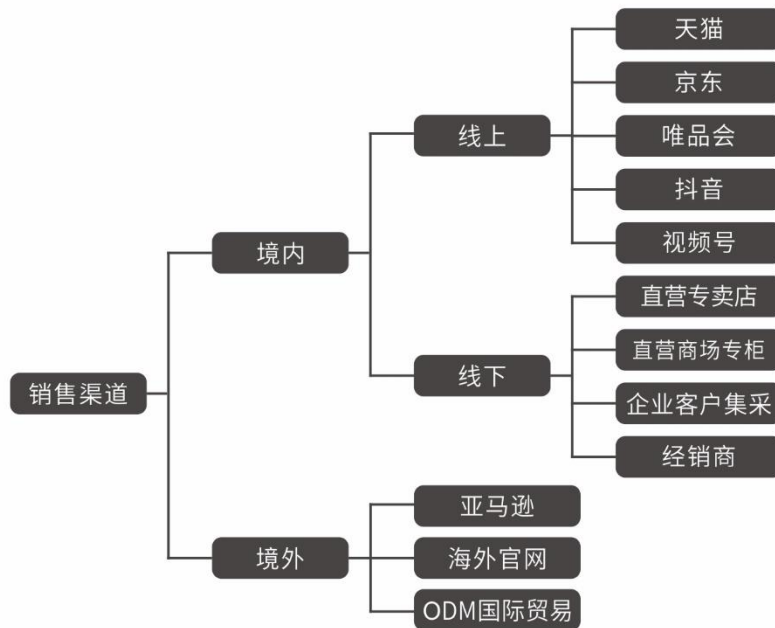 销售渠道
境内
线上
天猫
京东
唯品会
抖音
视频号
线下
直营专卖店
直营商场专柜
企业客户集采
经销商
境外
亚马逊
海外官网
ODM国际贸易